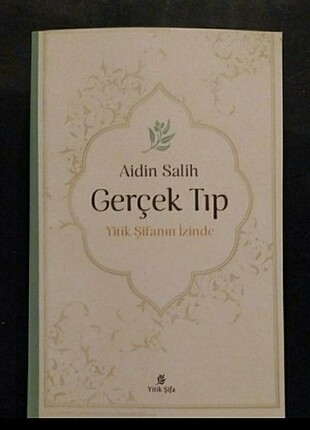 Aidin Salih
Gerçek Tıp
Yitik Şifanın İzinde
Yitik Şifa